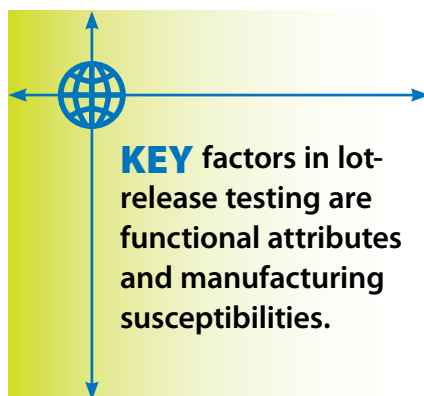 KEY factors in lot-
release testing are
functional attributes
and manufacturing
susceptibilities.